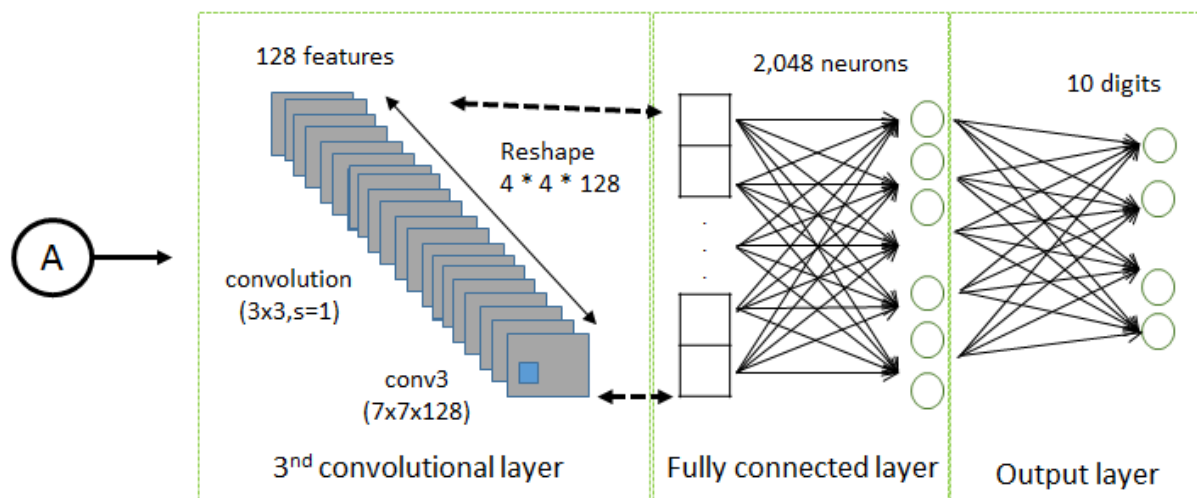 A
128 features
Reshape
4 * 4 * 128
convolution
(3x3,s=1)
conv3
(7x7x128)
3nd convolutional layer
2,048 neurons
Fully connected layer
10 digits
Output layer